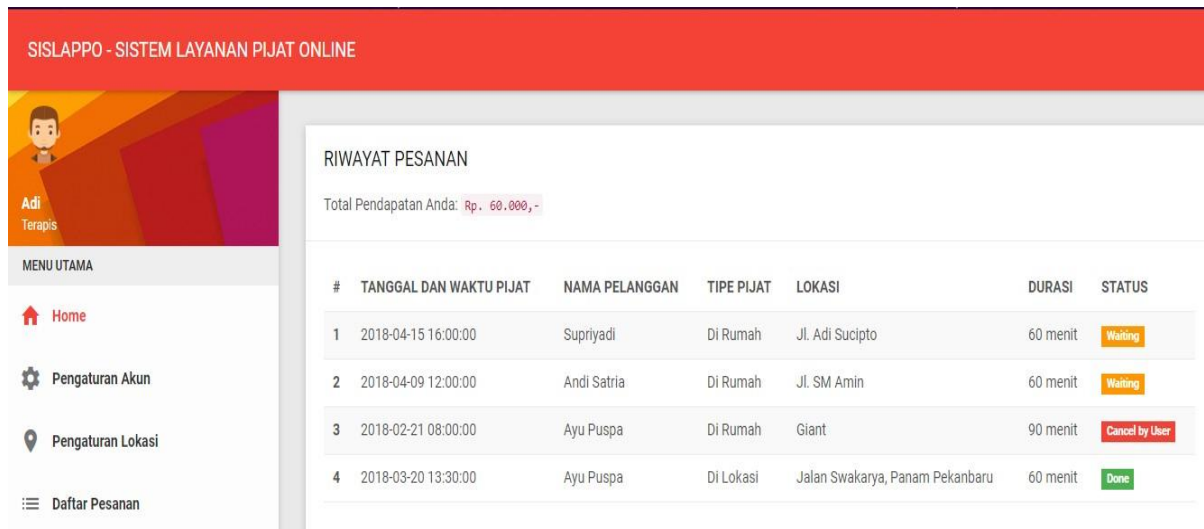 SISLAPPO - SISTEM LAYANAN PIJAT ONLINE
Adi
Terapis
MENU UTAMA
Home
Pengaturan Akun
Pengaturan Lokasi
Daftar Pesanan
RIWAYAT PESANAN
Total Pendapatan Anda: Rp. 60.000,-
# TANGGAL DAN WAKTU PIJAT NAMA PELANGGAN TIPE PIJAT LOKASI DURASI STATUS
1 2018-04-15 16:00:00 Supriyadi Di Rumah Jl. Adi Sucipto 60 menit Waiting
2 2018-04-09 12:00:00 Andi Satria Di Rumah Jl. SM Amin 60 menit Waiting
3 2018-02-21 08:00:00 Ayu Puspa Di Rumah Giant 90 menit Cancel by User
4 2018-03-20 13:30:00 Ayu Puspa Di Lokasi Jalan Swakarya, Panam Pekanbaru 60 menit Done